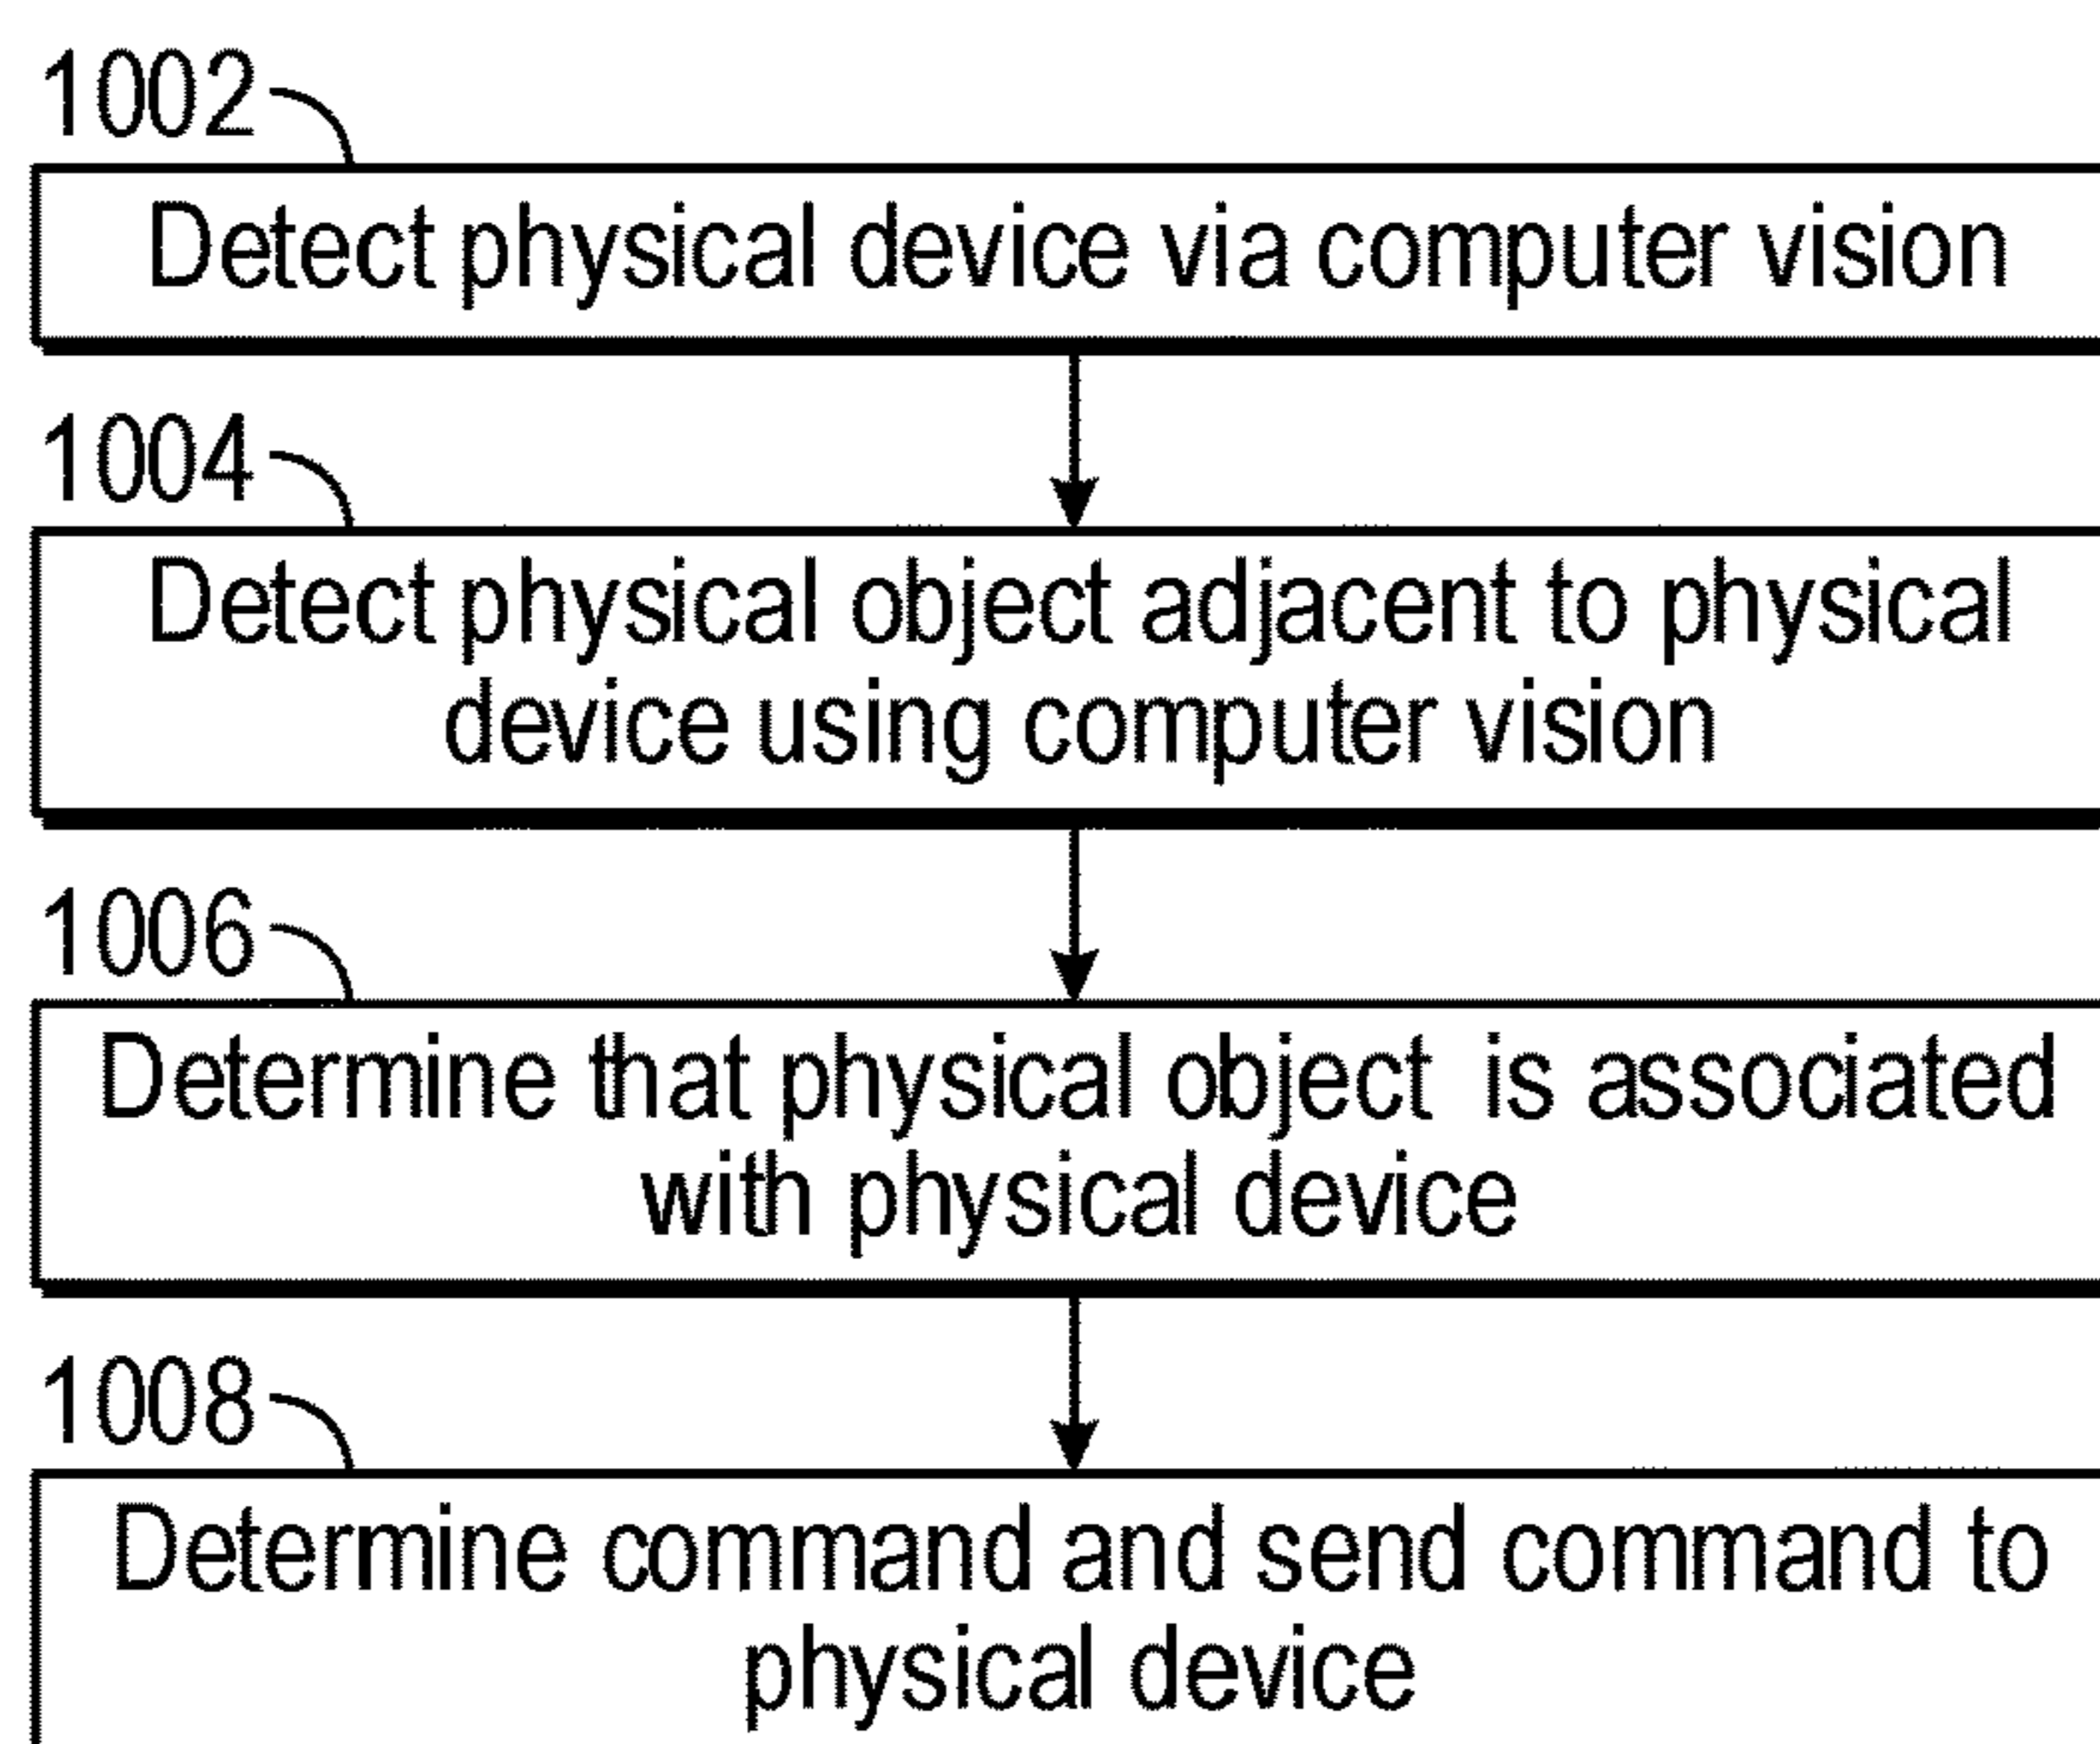 1002
Detect physical device via computer vision
1004
Detect physical object adjacent to physical
device using computer vision
1006
Determine that physical object is associated
with physical device
1008
Determine command and send command to
physical device